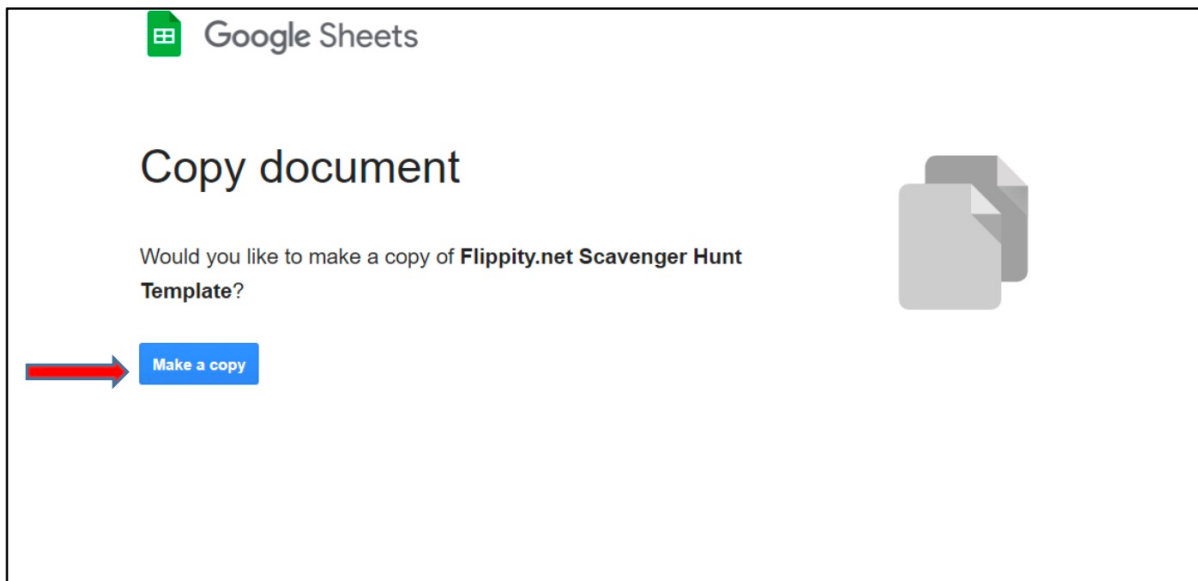 Google Sheets
Copy document
Would you like to make a copy of Flippity.net Scavenger Hunt
Template?
Make a copy